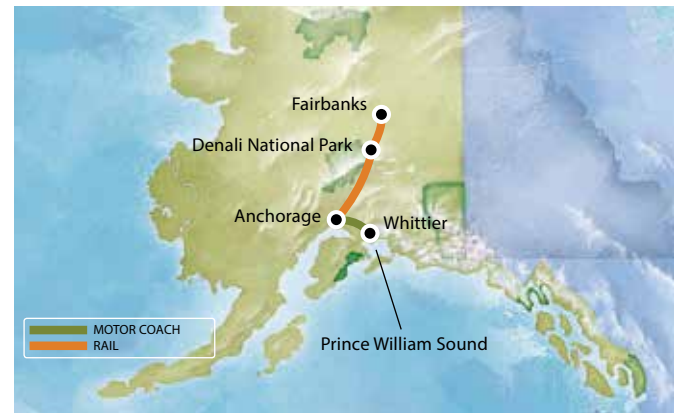 Fairbanks
Denali National Park
Anchorage
Whittier
MOTOR COACH
RAIL
Prince William Sound